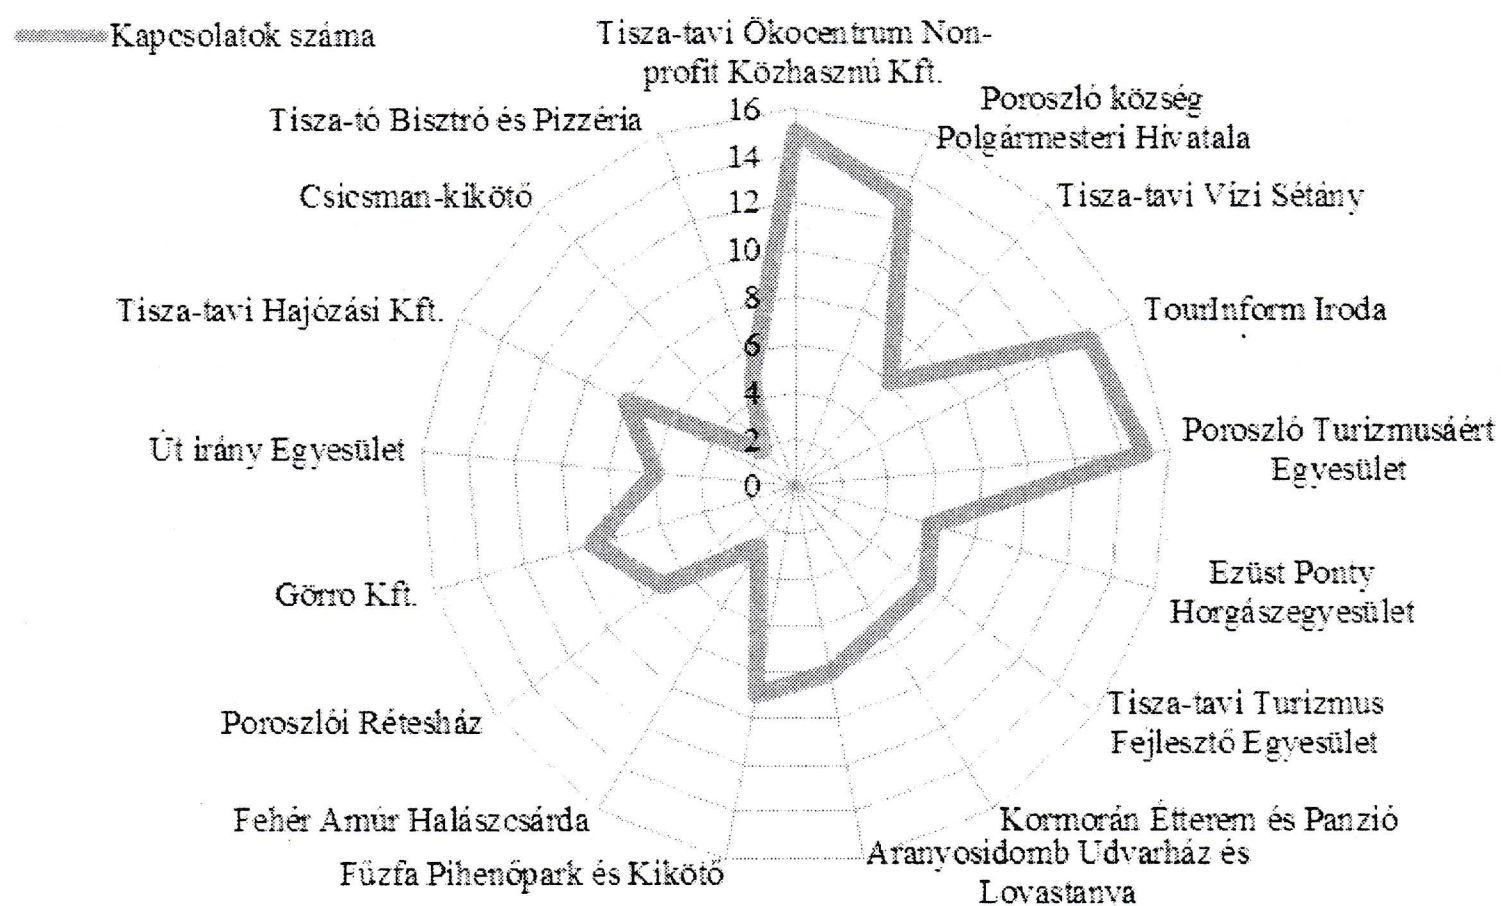 Kapcsolatok száma
Tisza-tavi Ökocentrum Non-
profit Közhasznú Kft.
Poroszló község
Polgármesteri Hivatala
Tisza-tavi Vízi Sétány
TourInform Iroda
Poroszló Turizmusáért
Egyesület
Ezüst Ponty
Horgászegyesület
Tisza-tavi Turizmus
Fejlesztő Egyesület
Kormorán Étterem és Panzió
Aranyosidomb Udvarház és
Lovastanya
Fűzfa Pihenőpark és Kikötő
Fehér Amúr Halászcsárda
Poroszlói Rétesház
Görro Kft.
Út irány Egyesület
Tisza-tavi Hajózási Kft.
Csicsman-kikötő
Tisza-tó Bisztró és Pizzéria
16
14
12
10
8
6
4
2
0